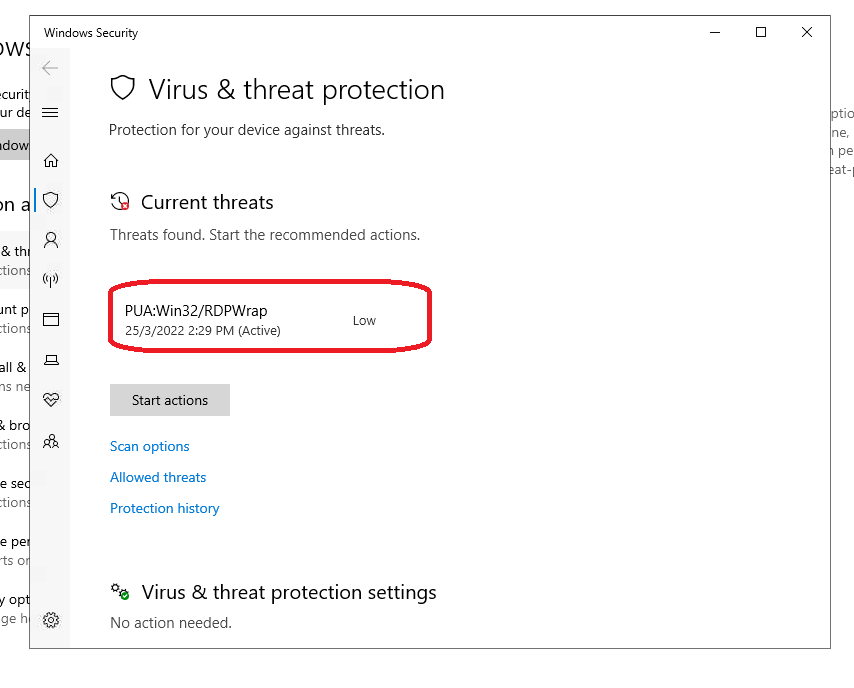 Windows Security
Virus & threat protection
Protection for your device against threats.
Current threats
Threats found. Start the recommended actions.
PUA:Win32/RDPWrap
25/3/2022 2:29 PM (Active)
Low
Start actions
Scan options
Allowed threats
Protection history
Virus & threat protection settings
No action needed.